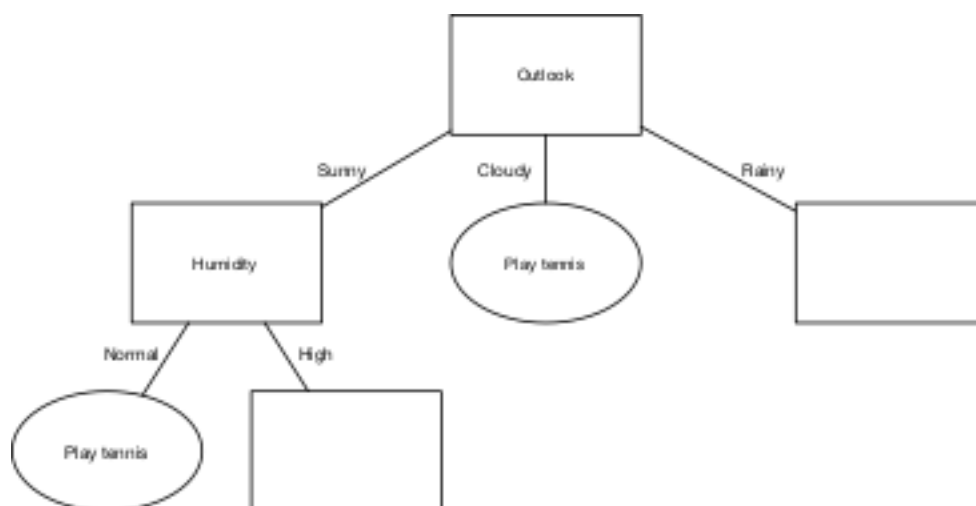 Outlook
Sunny
Cloudy
Rainy
Humidity
Play tennis
Normal
High
Play tennis